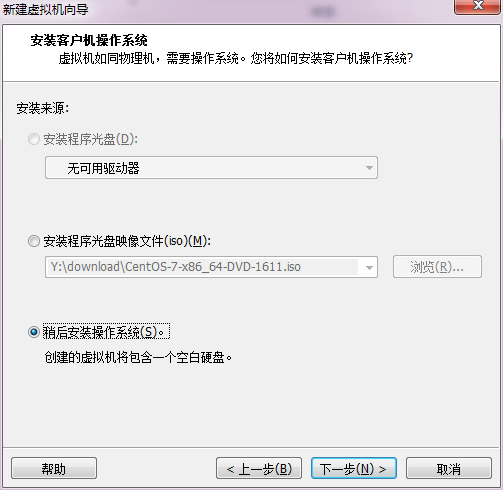 新建虚拟机向导
安装客户机操作系统
虚拟机如同物理机，需要操作系统。您将如何安装客户机操作系统?
安装来源:
安装程序光盘(D):
无可用驱动器
安装程序光盘映像文件(iso)(M):
Y:\download\CentOS-7-x86_64-DVD-1611.iso
浏览(R)...
稍后安装操作系统(S)。
创建的虚拟机将包含一个空白硬盘。
帮助
< 上一步(B)
下一步(N) >
取消